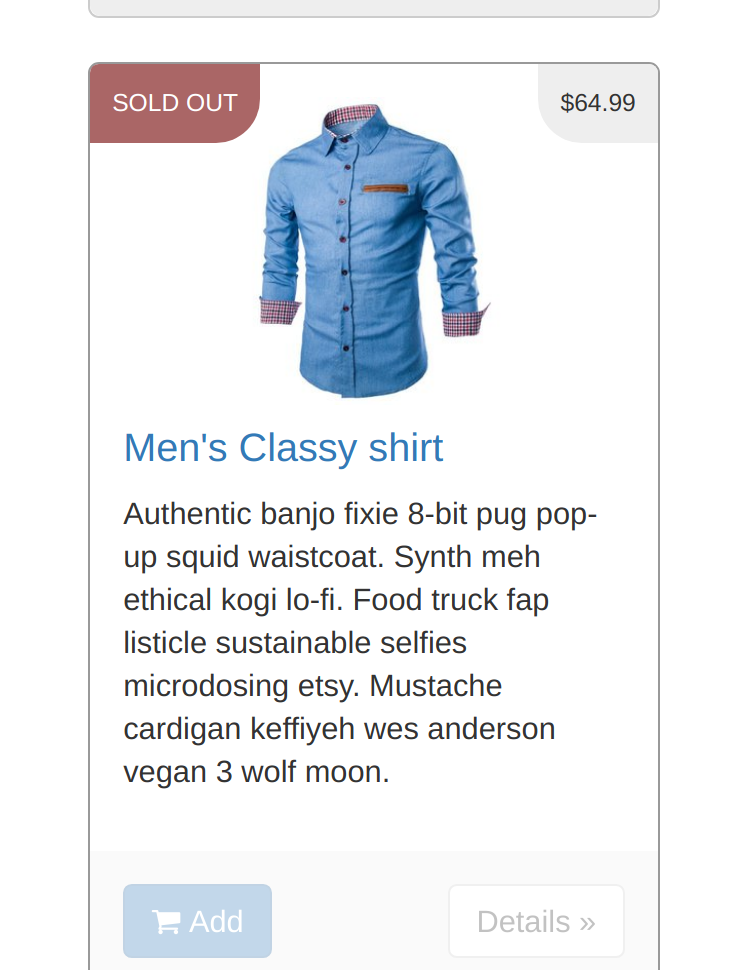 SOLD OUT
$64.99
Men's Classy shirt
Authentic banjo fixie 8-bit pug pop-
up squid waistcoat. Synth meh
ethical kogi lo-fi. Food truck fap
listicle sustainable selfies
microdosing etsy. Mustache
cardigan keffiyeh wes anderson
vegan 3 wolf moon.
Add
Details »